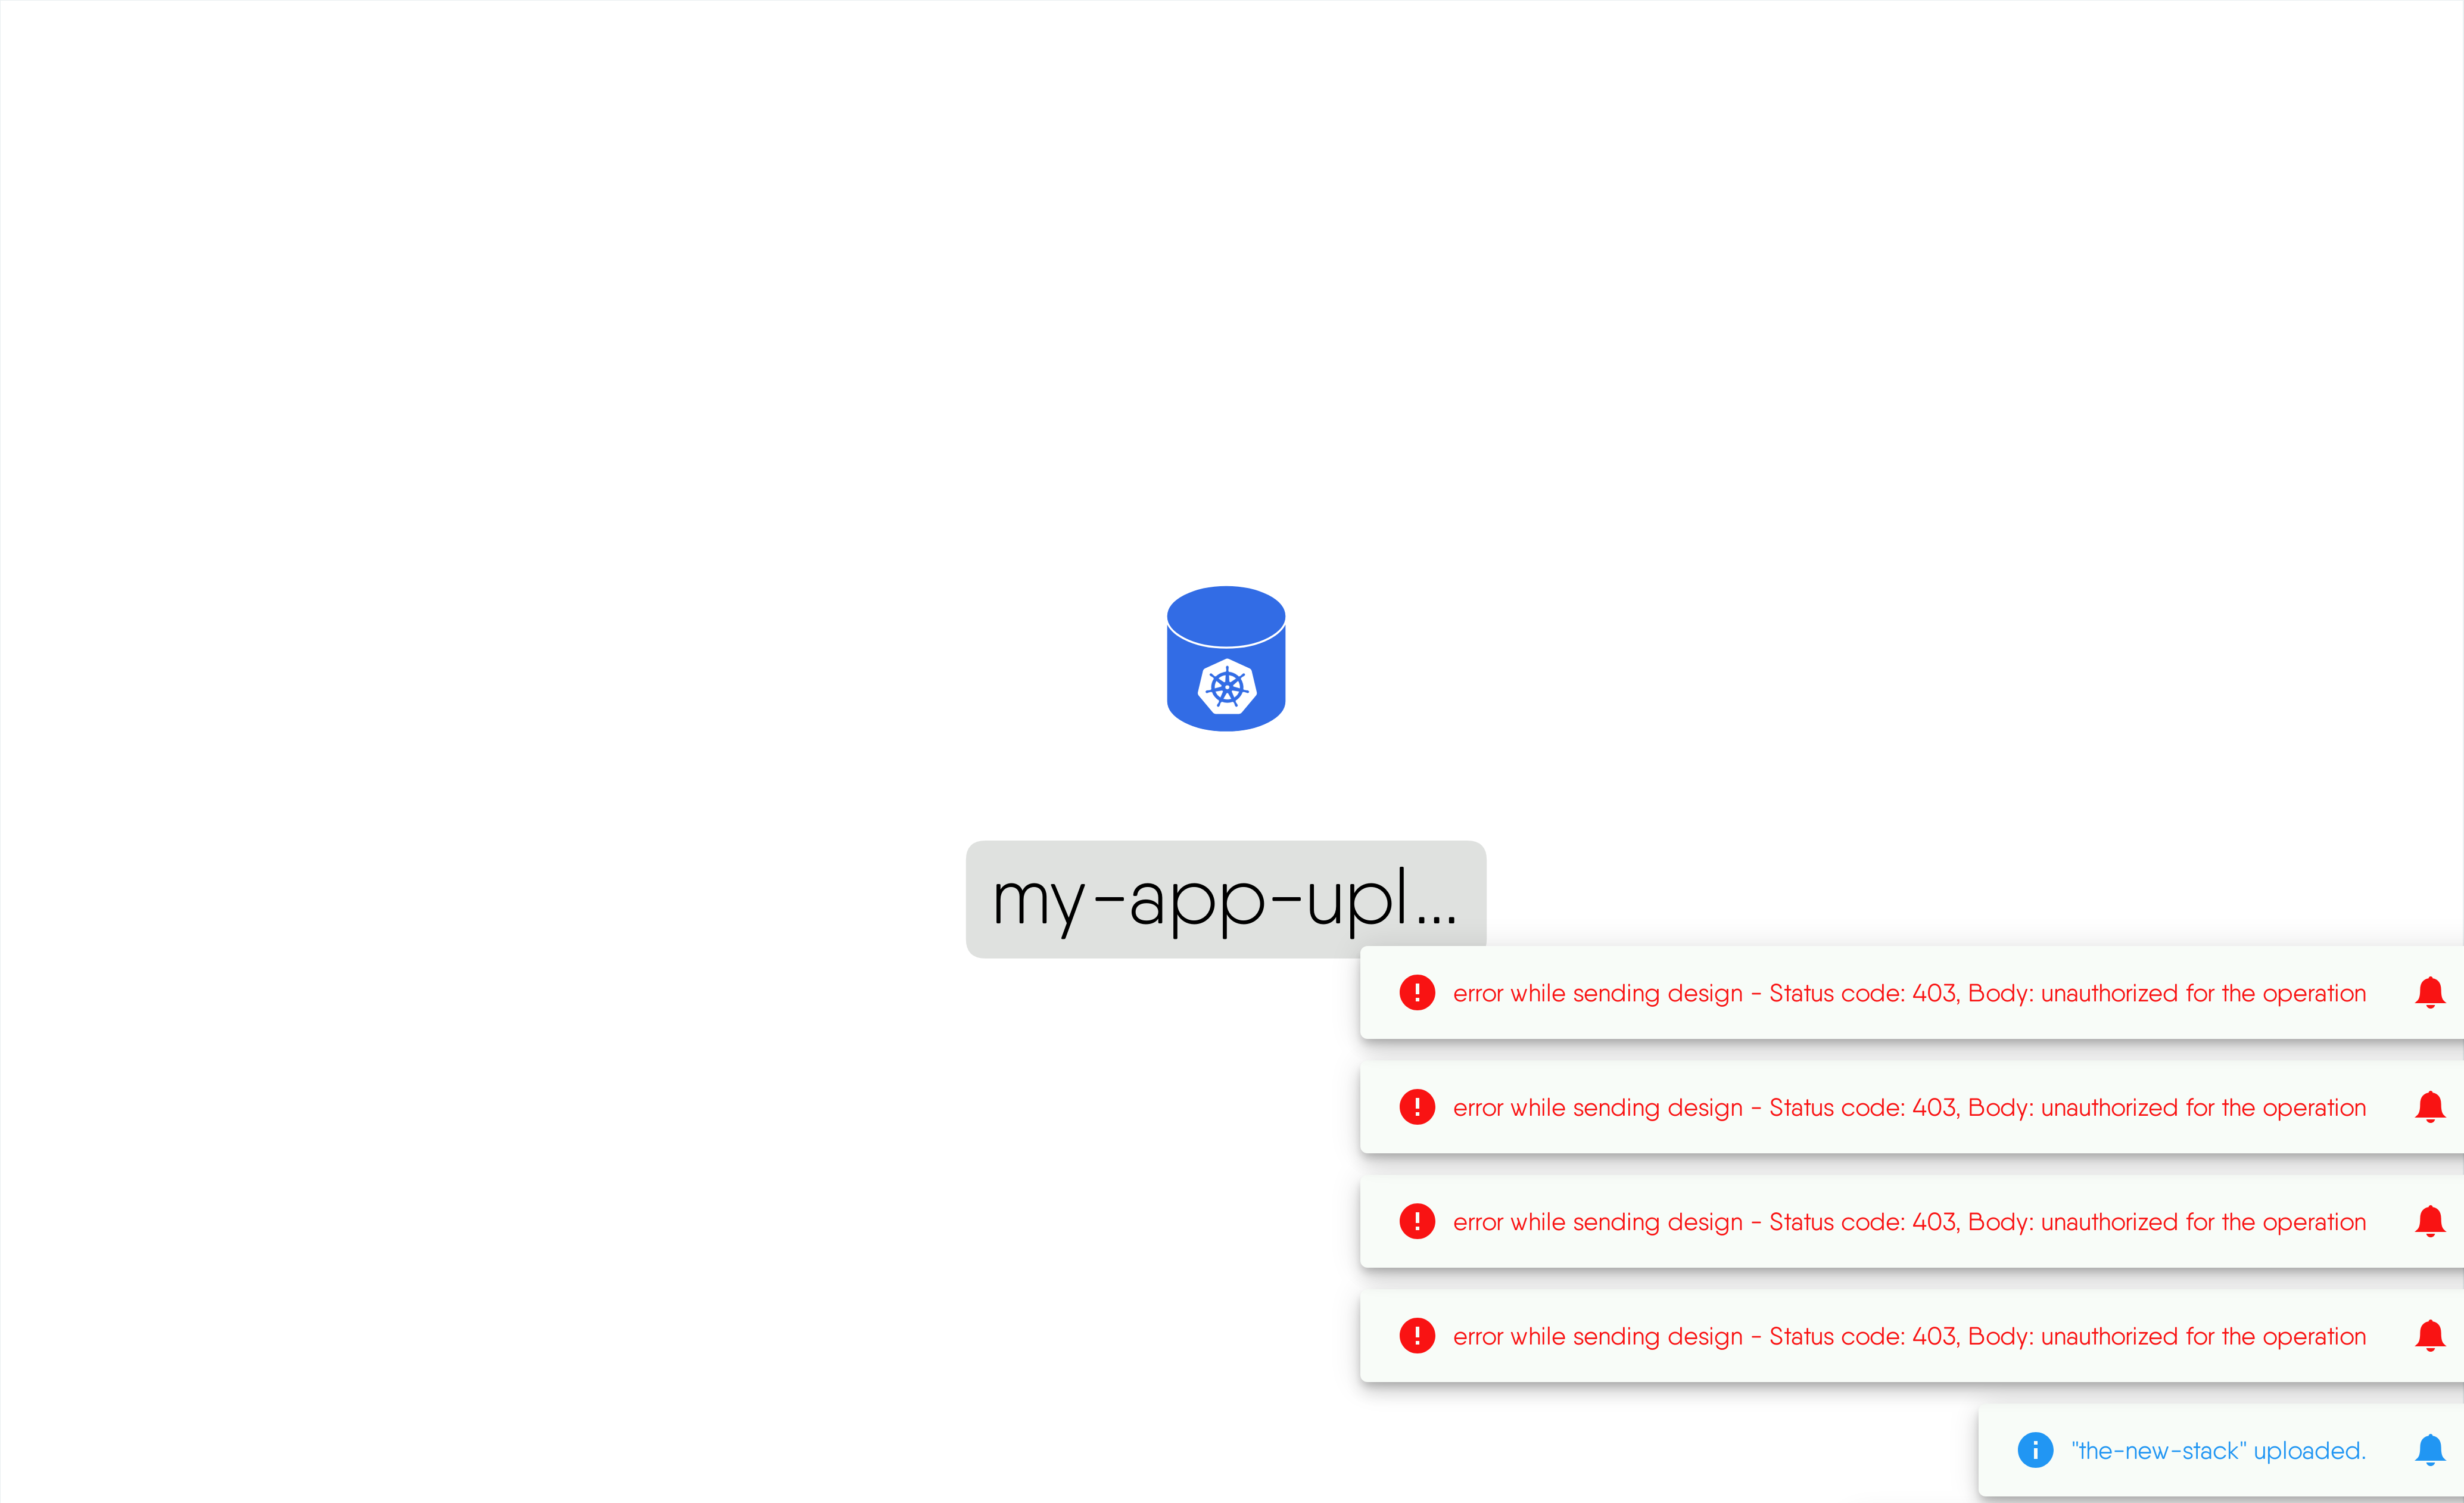 my-app-upl...
error while sending design - Status code: 403, Body: unauthorized for the operation
error while sending design - Status code: 403, Body: unauthorized for the operation
error while sending design - Status code: 403, Body: unauthorized for the operation
error while sending design - Status code: 403, Body: unauthorized for the operation
"the-new-stack" uploaded.